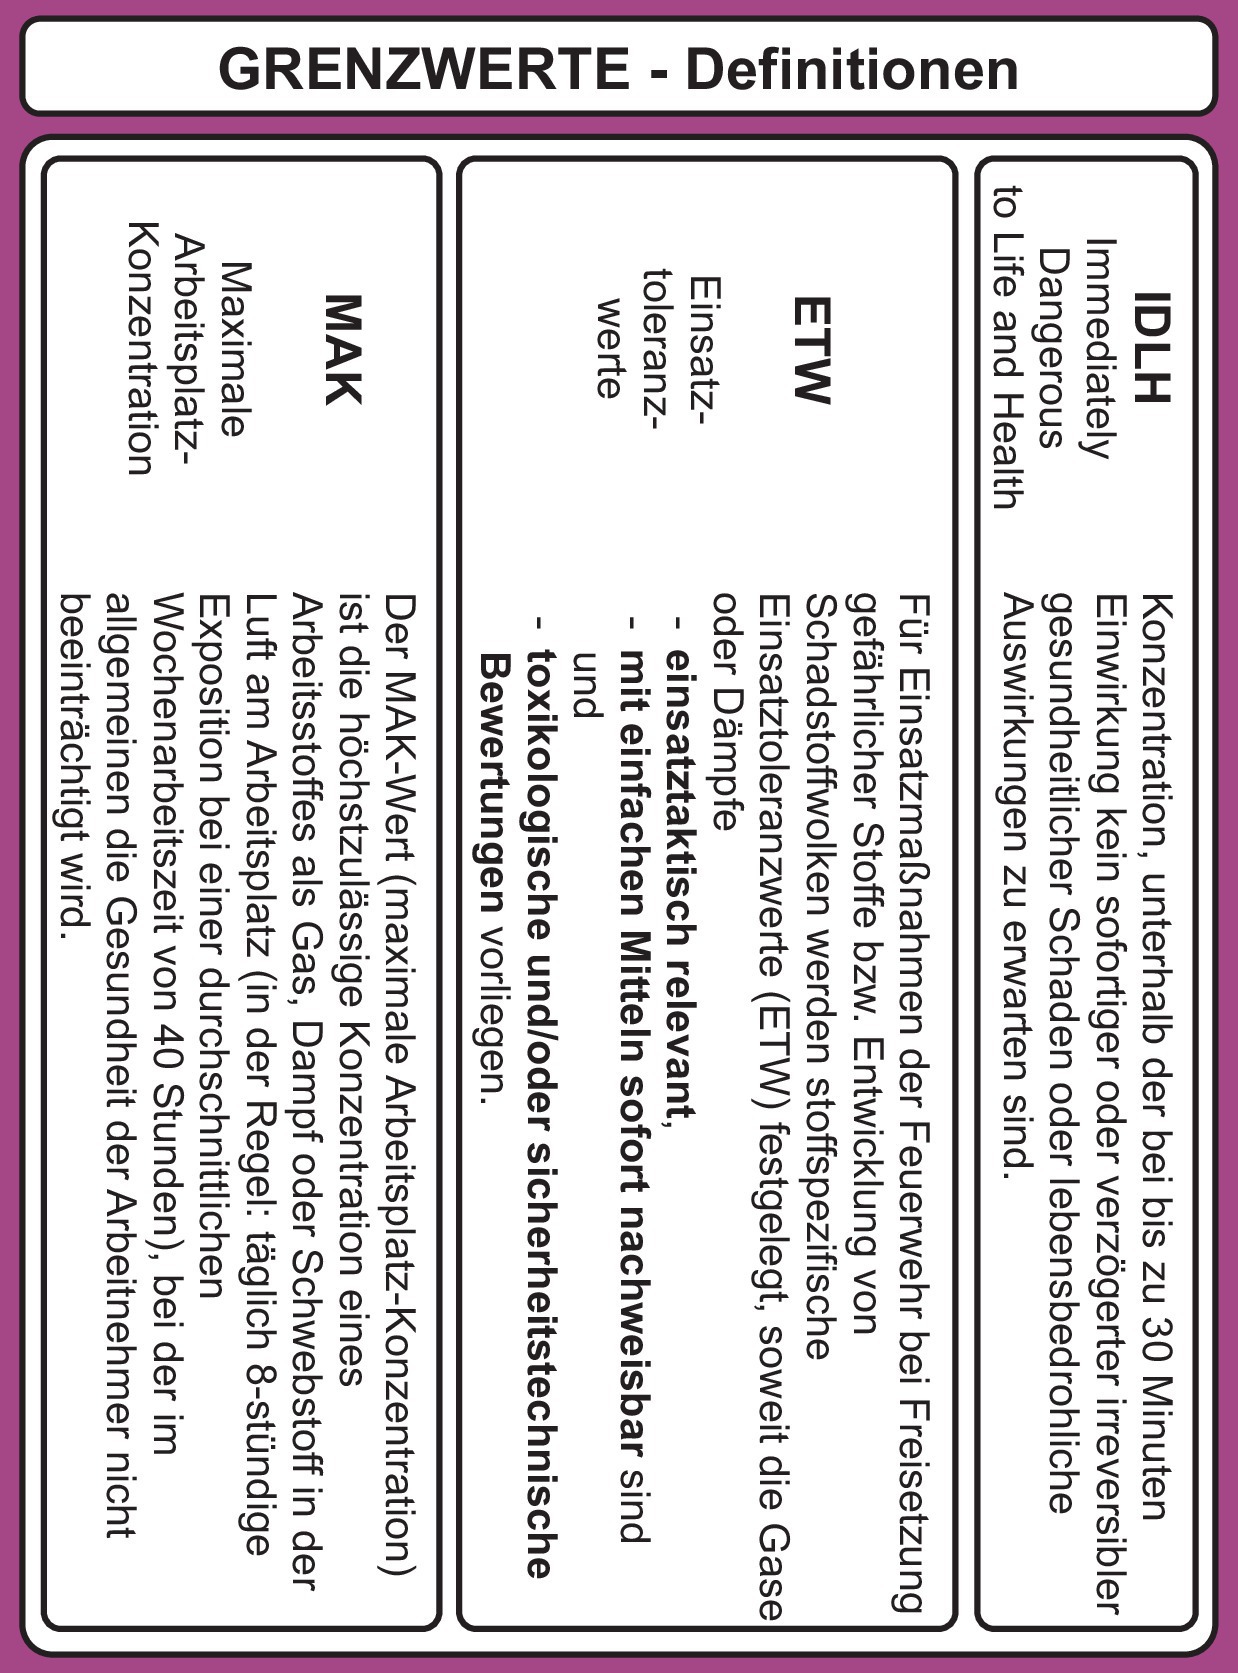 GRENZWERTE - Definitionen
IDLH
Immediately
Dangerous
to Life and Health
Konzentration, unterhalb der bei bis zu 30 Minuten
Einwirkung kein sofortiger oder verzögerter irreversibler
gesundheitlicher Schaden oder lebensbedrohliche
Auswirkungen zu erwarten sind.
ETW
Einsatz-
toleranz-
werte
Für Einsatzmaßnahmen der Feuerwehr bei Freisetzung
gefährlicher Stoffe bzw. Entwicklung von
Schadstoffwolken werden stoffspezifische
Einsatztoleranzwerte (ETW) festgelegt, soweit die Gase
oder Dämpfe
- einsatztaktisch relevant,
- mit einfachen Mitteln sofort nachweisbar sind
und
- toxikologische und/oder sicherheitstechnische
Bewertungen vorliegen.
MAK
Maximale
Arbeitsplatz-
Konzentration
Der MAK-Wert (maximale Arbeitsplatz-Konzentration)
ist die höchstzulässige Konzentration eines
Arbeitsstoffes als Gas, Dampf oder Schwebstoff in der
Luft am Arbeitsplatz (in der Regel: täglich 8-stündige
Exposition bei einer durchschnittlichen
Wochenarbeitszeit von 40 Stunden), bei der im
allgemeinen die Gesundheit der Arbeitnehmer nicht
beeinträchtigt wird.